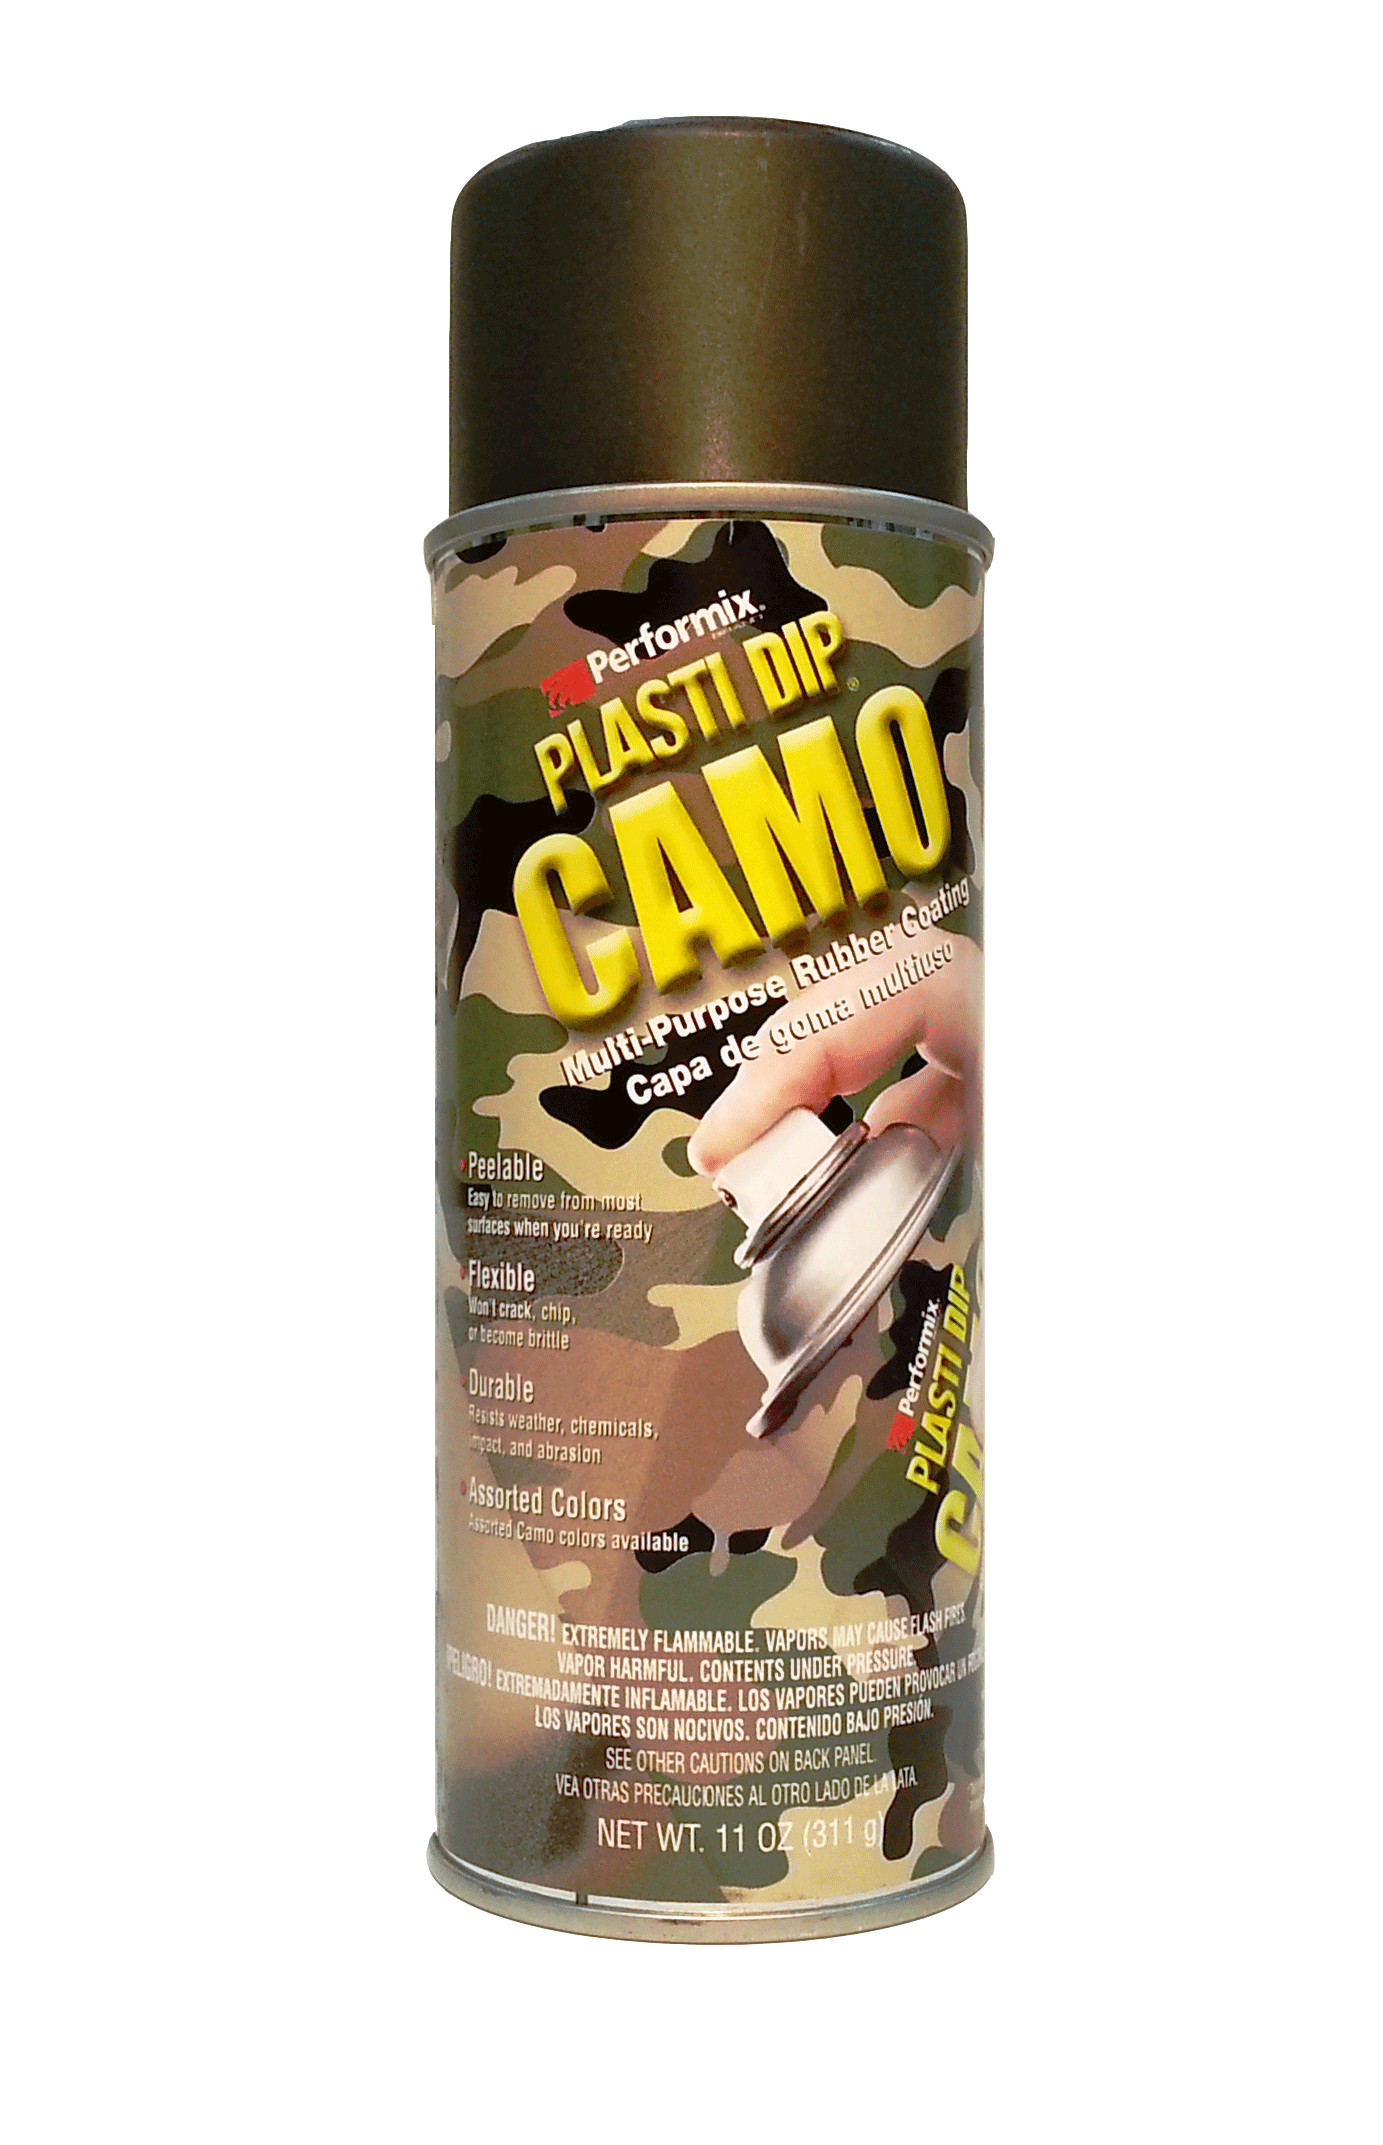 Performix®
PLASTI DIP®
CAMO
Multi-Purpose Rubber Coating
Capa de goma multiuso
Peelable
Easy to remove from most
surfaces when you're ready
Flexible
Won't crack, chip,
or become brittle
Durable
Resists weather, chemicals,
impact, and abrasion
Assorted Colors
Assorted Camo colors available
Performix.
PLASTI DIP
DANGER! EXTREMELY FLAMMABLE. VAPORS MAY CAUSE FLASH FIRES.
VAPOR HARMFUL. CONTENTS UNDER PRESSURE.
¡PELIGRO! EXTREMADAMENTE INFLAMABLE. LOS VAPORES PUEDEN PROVOCAR UN
LOS VAPORES SON NOCIVOS. CONTENIDO BAJO PRESIÓN.
SEE OTHER CAUTIONS ON BACK PANEL.
VEA OTRAS PRECAUCIONES AL OTRO LADO DE LA LATA.
NET WT. 11 OZ (311 g)